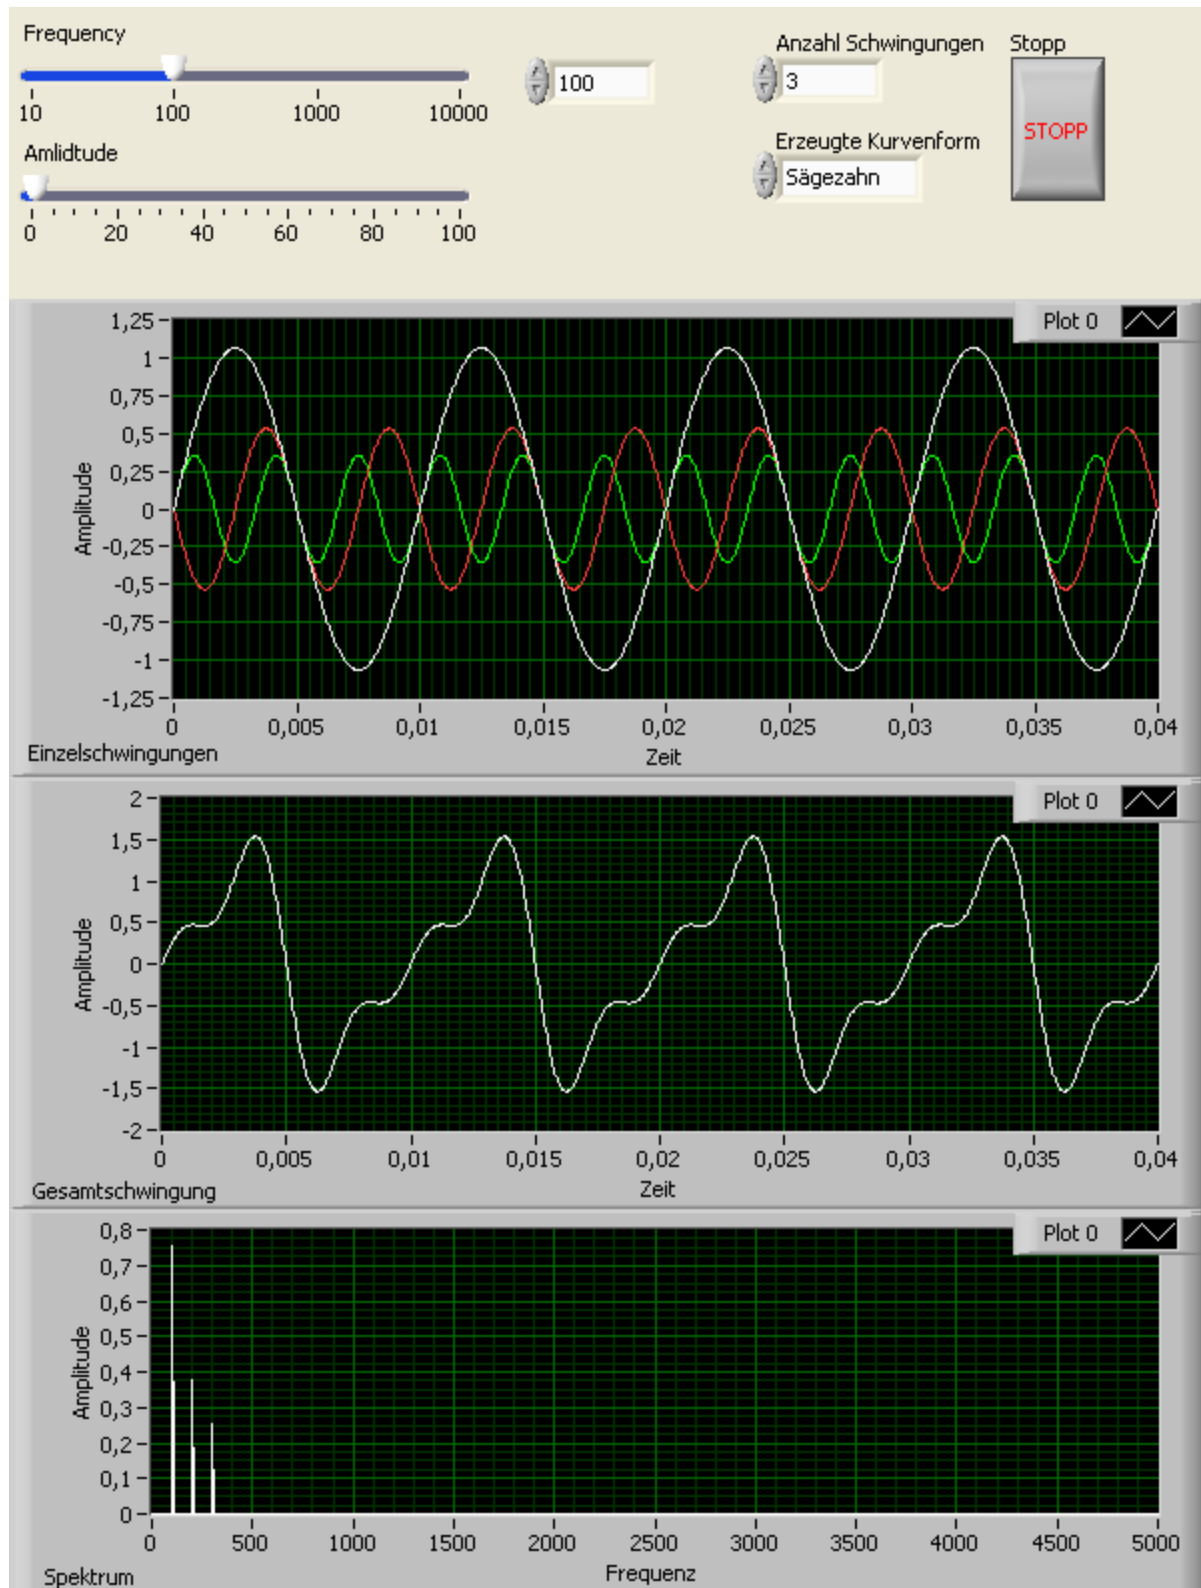 Frequency
10 100 1000 10000
Amlidtude
0 20 40 60 80 100
100
Anzahl Schwingungen
3
Erzeugte Kurvenform
Sägezahn
Stopp
STOPP
Plot 0
Amplitude
1,25
1
0,75
0,5
0,25
0
-0,25
-0,5
-0,75
-1
-1,25
0 0,005 0,01 0,015 0,02 0,025 0,03 0,035 0,04
Zeit
Einzelschwingungen
Plot 0
Amplitude
2
1,5
1
0,5
0
-0,5
-1
-1,5
-2
0 0,005 0,01 0,015 0,02 0,025 0,03 0,035 0,04
Zeit
Gesamtschwingung
Plot 0
Amplitude
0,8
0,7
0,6
0,5
0,4
0,3
0,2
0,1
0
0 500 1000 1500 2000 2500 3000 3500 4000 4500 5000
Frequenz
Spektrum